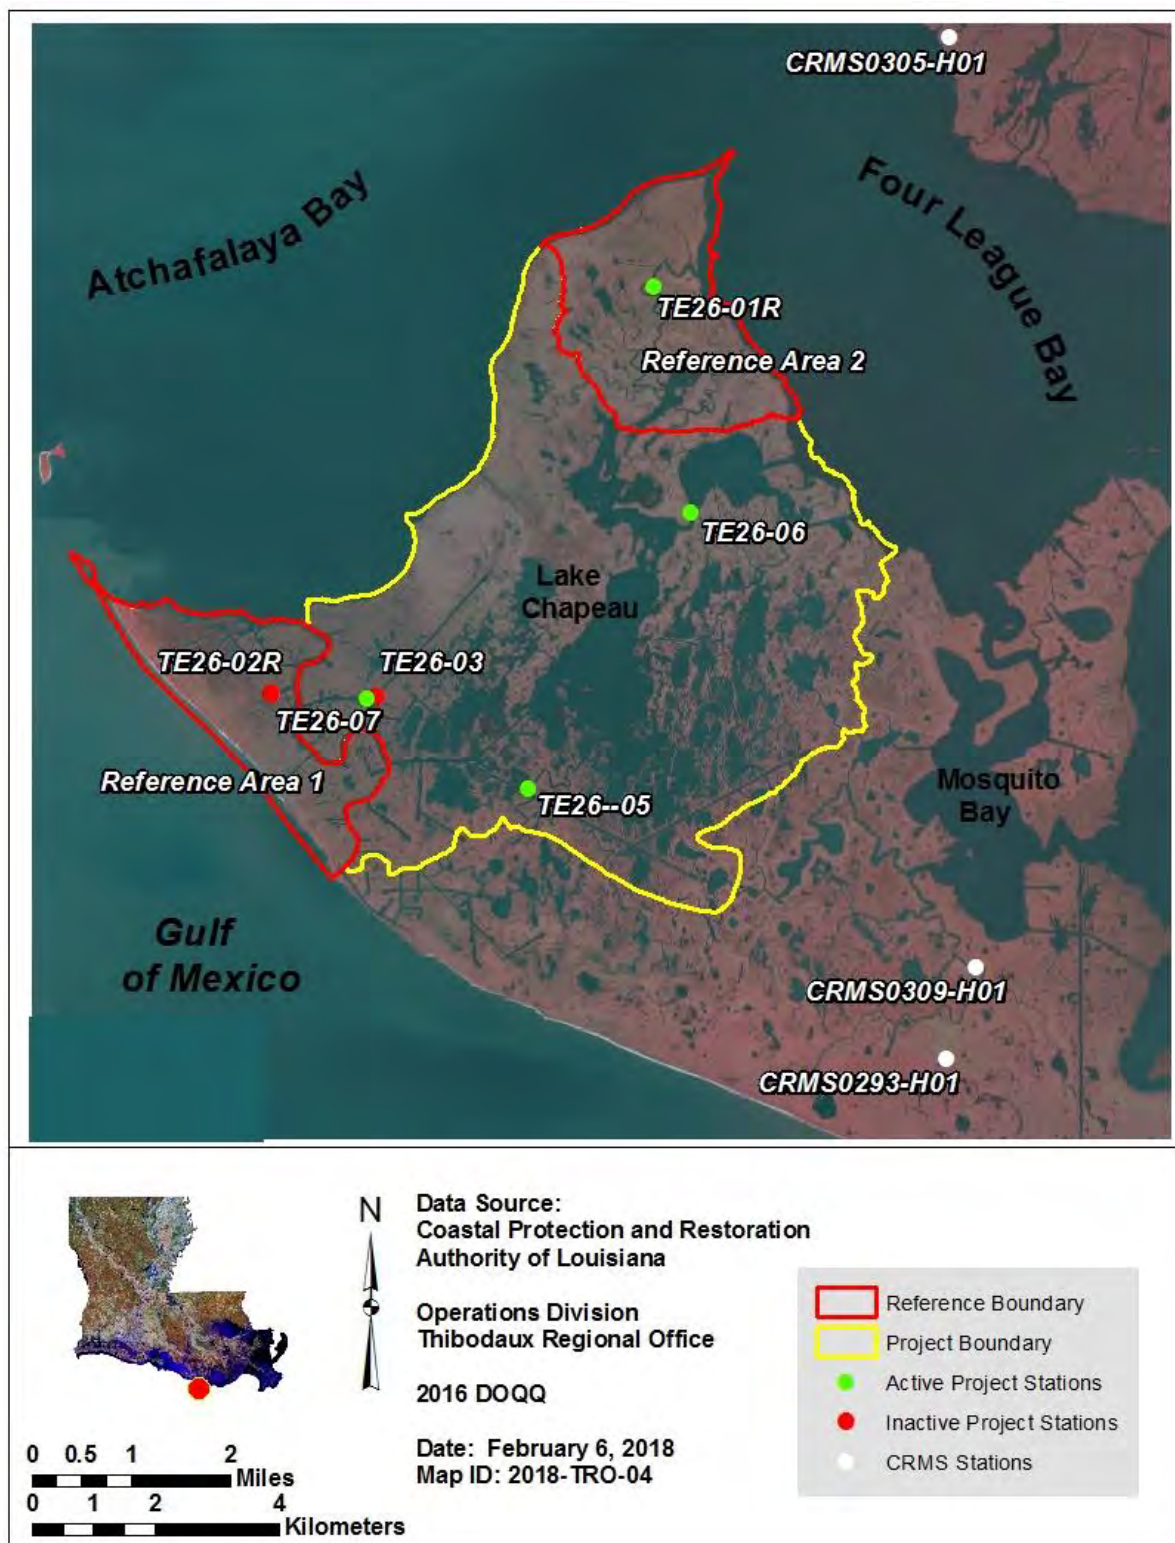 CRMS0305-H01
Atchafalaya Bay
Four League Bay
TE26-01R
Reference Area 2
TE26-06
Lake
Chapeau
TE26-02R
TE26-03
TE26-07
Reference Area 1
TE26--05
Mosquito
Bay
Gulf
of Mexico
CRMS0309-H01
CRMS0293-H01
N
Data Source:
Coastal Protection and Restoration
Authority of Louisiana
Operations Division
Thibodaux Regional Office
2016 DOQQ
Date: February 6, 2018
Map ID: 2018-TRO-04
0 0.5 1 2
Miles
0 1 2 4
Kilometers
Reference Boundary
Project Boundary
Active Project Stations
Inactive Project Stations
CRMS Stations